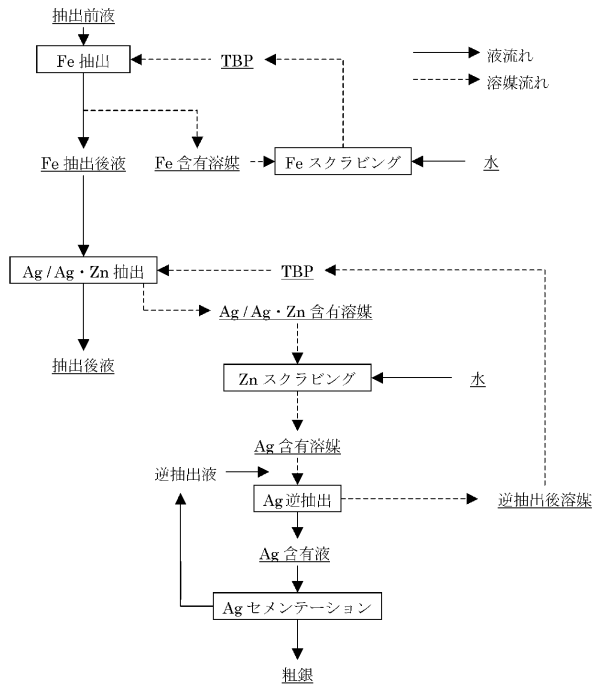 抽出前液
Fe 抽出
TBP
液流れ
溶媒流れ
Fe 抽出後液
Fe 含有溶媒
Fe スクラビング
水
Ag / Ag・Zn 抽出
TBP
Ag / Ag・Zn 含有溶媒
抽出後液
Zn スクラビング
水
Ag 含有溶媒
逆抽出液
Ag 逆抽出
逆抽出後溶媒
Ag 含有液
Ag セメンテーション
粗銀